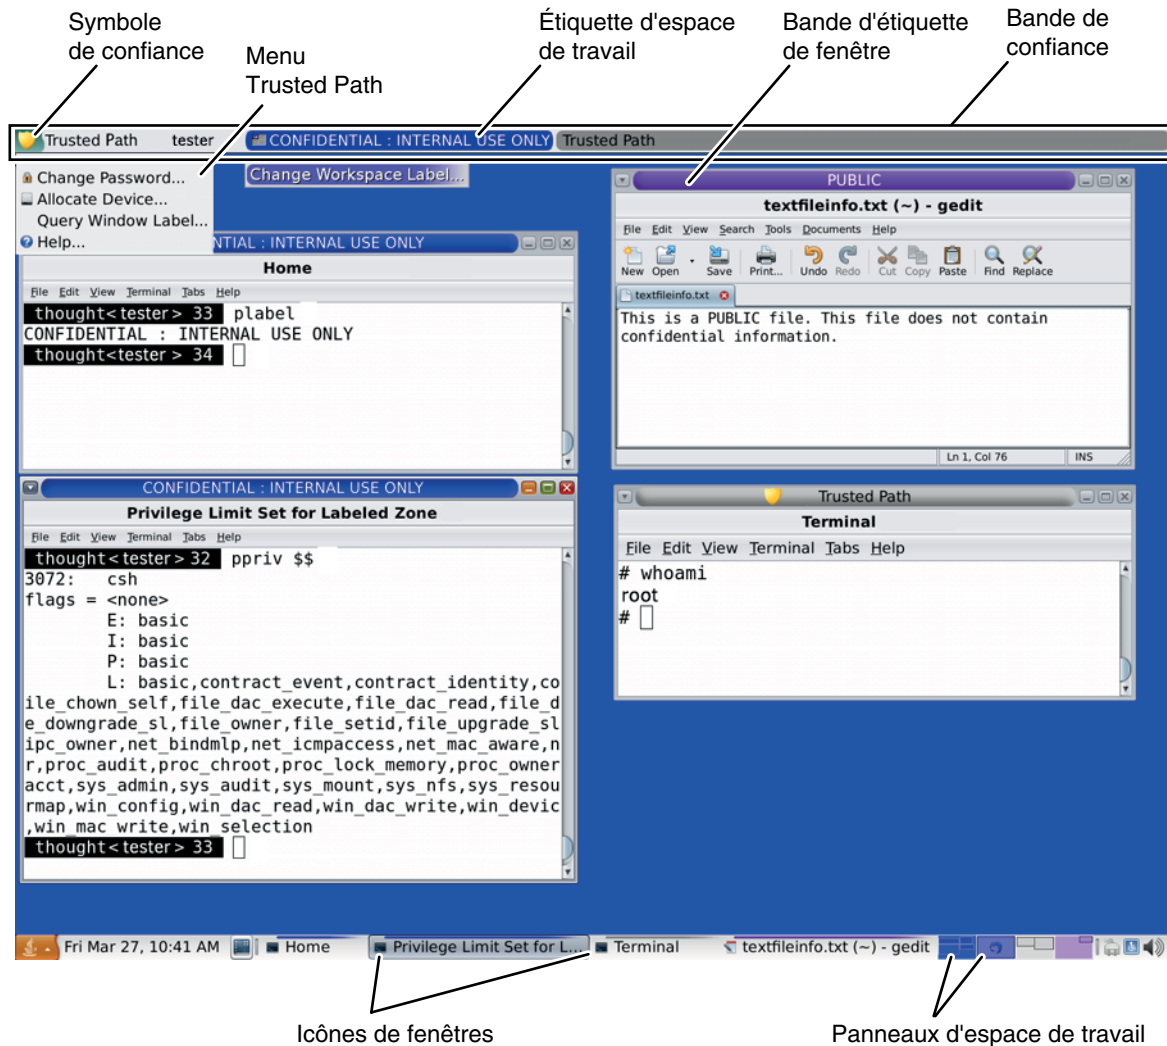 Symbole
de confiance
Menu
Trusted Path
Étiquette d'espace
de travail
Bande d'étiquette
de fenêtre
Bande de
confiance
Trusted Path tester CONFIDENTIAL : INTERNAL USE ONLY Trusted Path
Change Password...
Allocate Device...
Query Window Label...
Help...
Change Workspace Label...
NTIAL : INTERNAL USE ONLY
Home
File Edit View Terminal Tabs Help
thought<tester> 33 plabel
CONFIDENTIAL : INTERNAL USE ONLY
thought<tester> 34
PUBLIC
textfileinfo.txt (~) - gedit
File Edit View Search Tools Documents Help
New Open Save Print... Undo Redo Cut Copy Paste Find Replace
textfileinfo.txt
This is a PUBLIC file. This file does not contain
confidential information.
Ln 1, Col 76 INS
CONFIDENTIAL : INTERNAL USE ONLY
Privilege Limit Set for Labeled Zone
File Edit View Terminal Tabs Help
thought<tester> 32 ppriv $$
3072: csh
flags = <none>
E: basic
I: basic
P: basic
L: basic,contract_event,contract_identity,co
ile_chown_self,file_dac_execute,file_dac_read,file_d
e_downgrade_sl,file_owner,file_setid,file_upgrade_sl
ipc_owner,net_bindmlp,net_icmpaccess,net_mac_aware,n
r,proc_audit,proc_chroot,proc_lock_memory,proc_owner
acct,sys_admin,sys_audit,sys_mount,sys_nfs,sys_resou
rmap,win_config,win_dac_read,win_dac_write,win_devic
,win_mac write,win_selection
thought<tester> 33
Trusted Path
Terminal
File Edit View Terminal Tabs Help
# whoami
root
#
Fri Mar 27, 10:41 AM Home Privilege Limit Set for L... Terminal textfileinfo.txt (~) - gedit
Icônes de fenêtres
Panneaux d'espace de travail